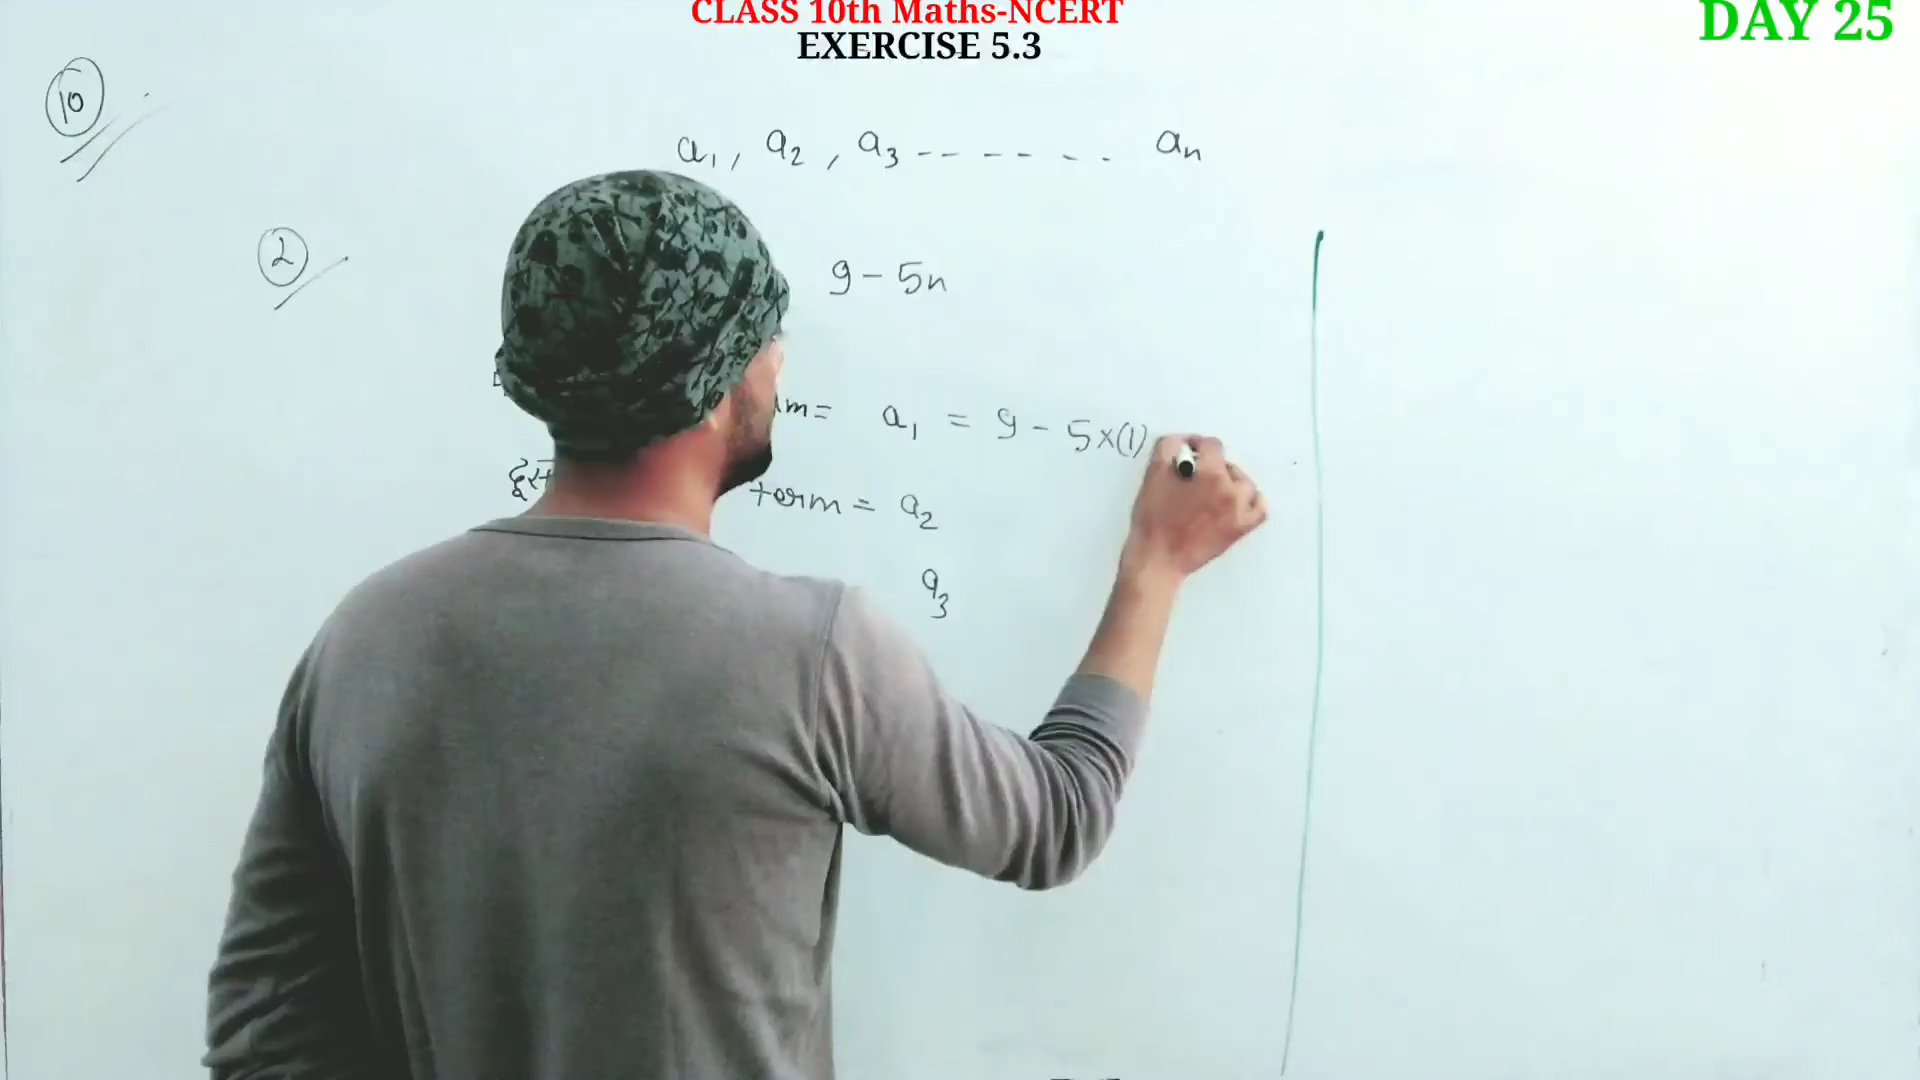 CLASS 10th Maths-NCERT
EXERCISE 5.3
DAY 25
10
a₁, a₂, a₃ ------- aₙ
2
9 - 5n
a₁ = 9 - 5×(1)
term = a₂
a₃